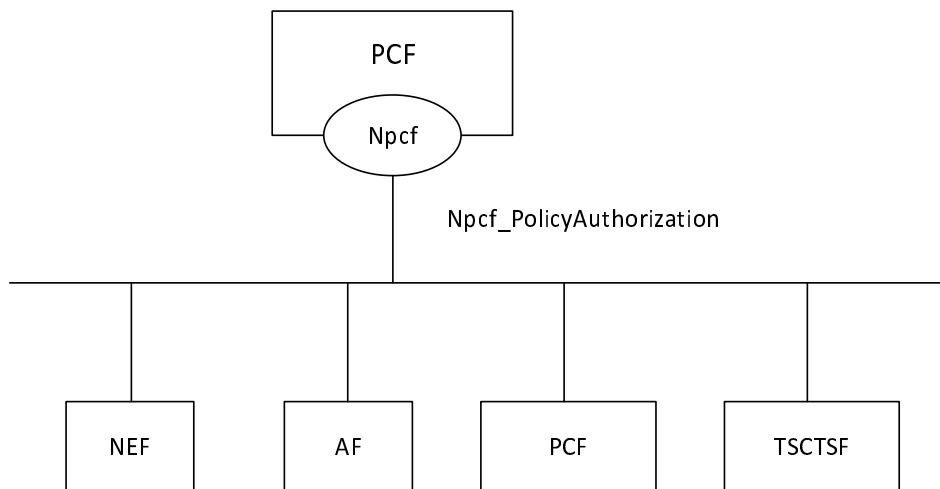 PCF
Npcf
Npcf_PolicyAuthorization
NEF
AF
PCF
TSCTSF